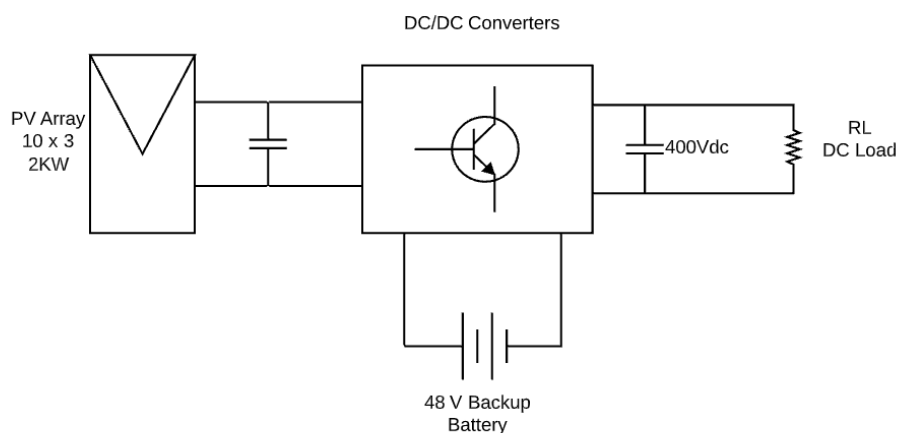 DC/DC Converters
PV Array
10 x 3
2KW
400Vdc
RL
DC Load
48 V Backup
Battery